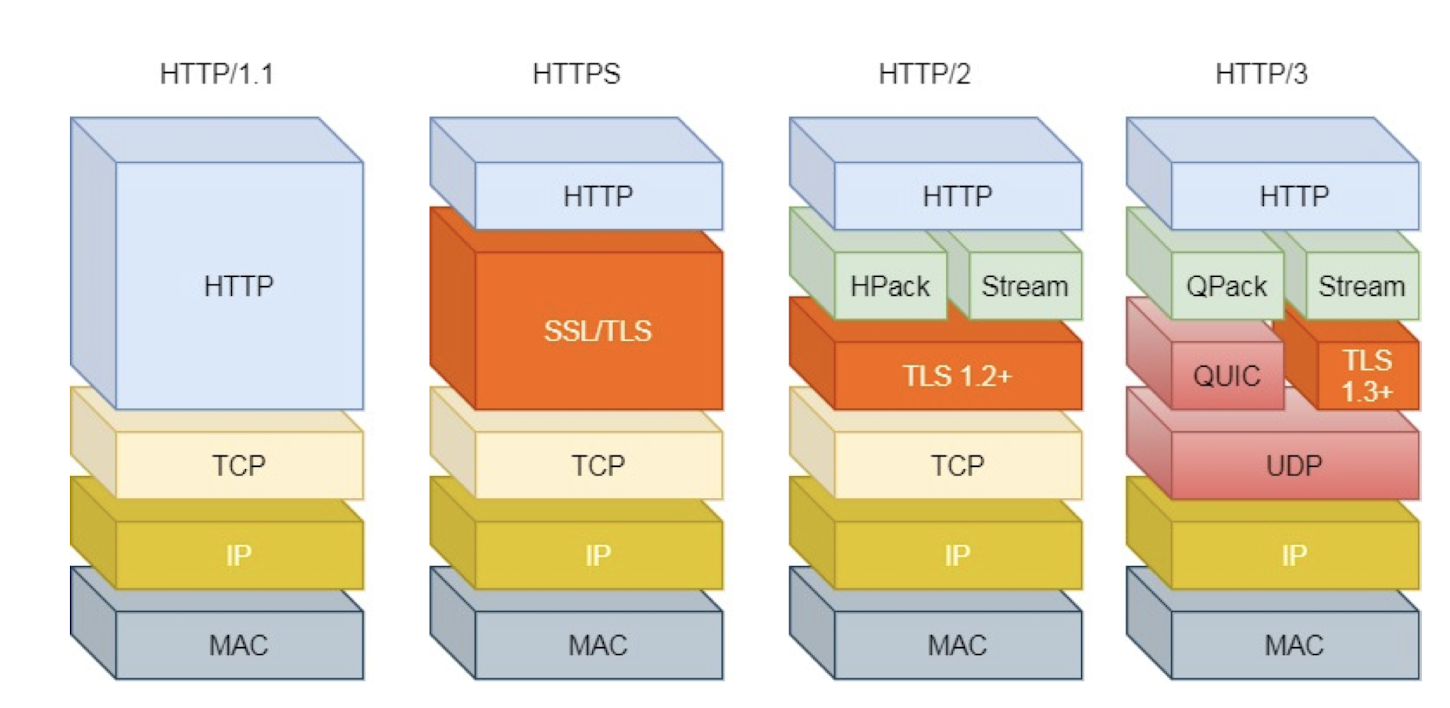 HTTP/1.1
HTTP
TCP
IP
MAC
HTTPS
HTTP
SSL/TLS
TCP
IP
MAC
HTTP/2
HTTP
HPack
Stream
TLS 1.2+
TCP
IP
MAC
HTTP/3
HTTP
QPack
Stream
QUIC
TLS
1.3+
UDP
IP
MAC